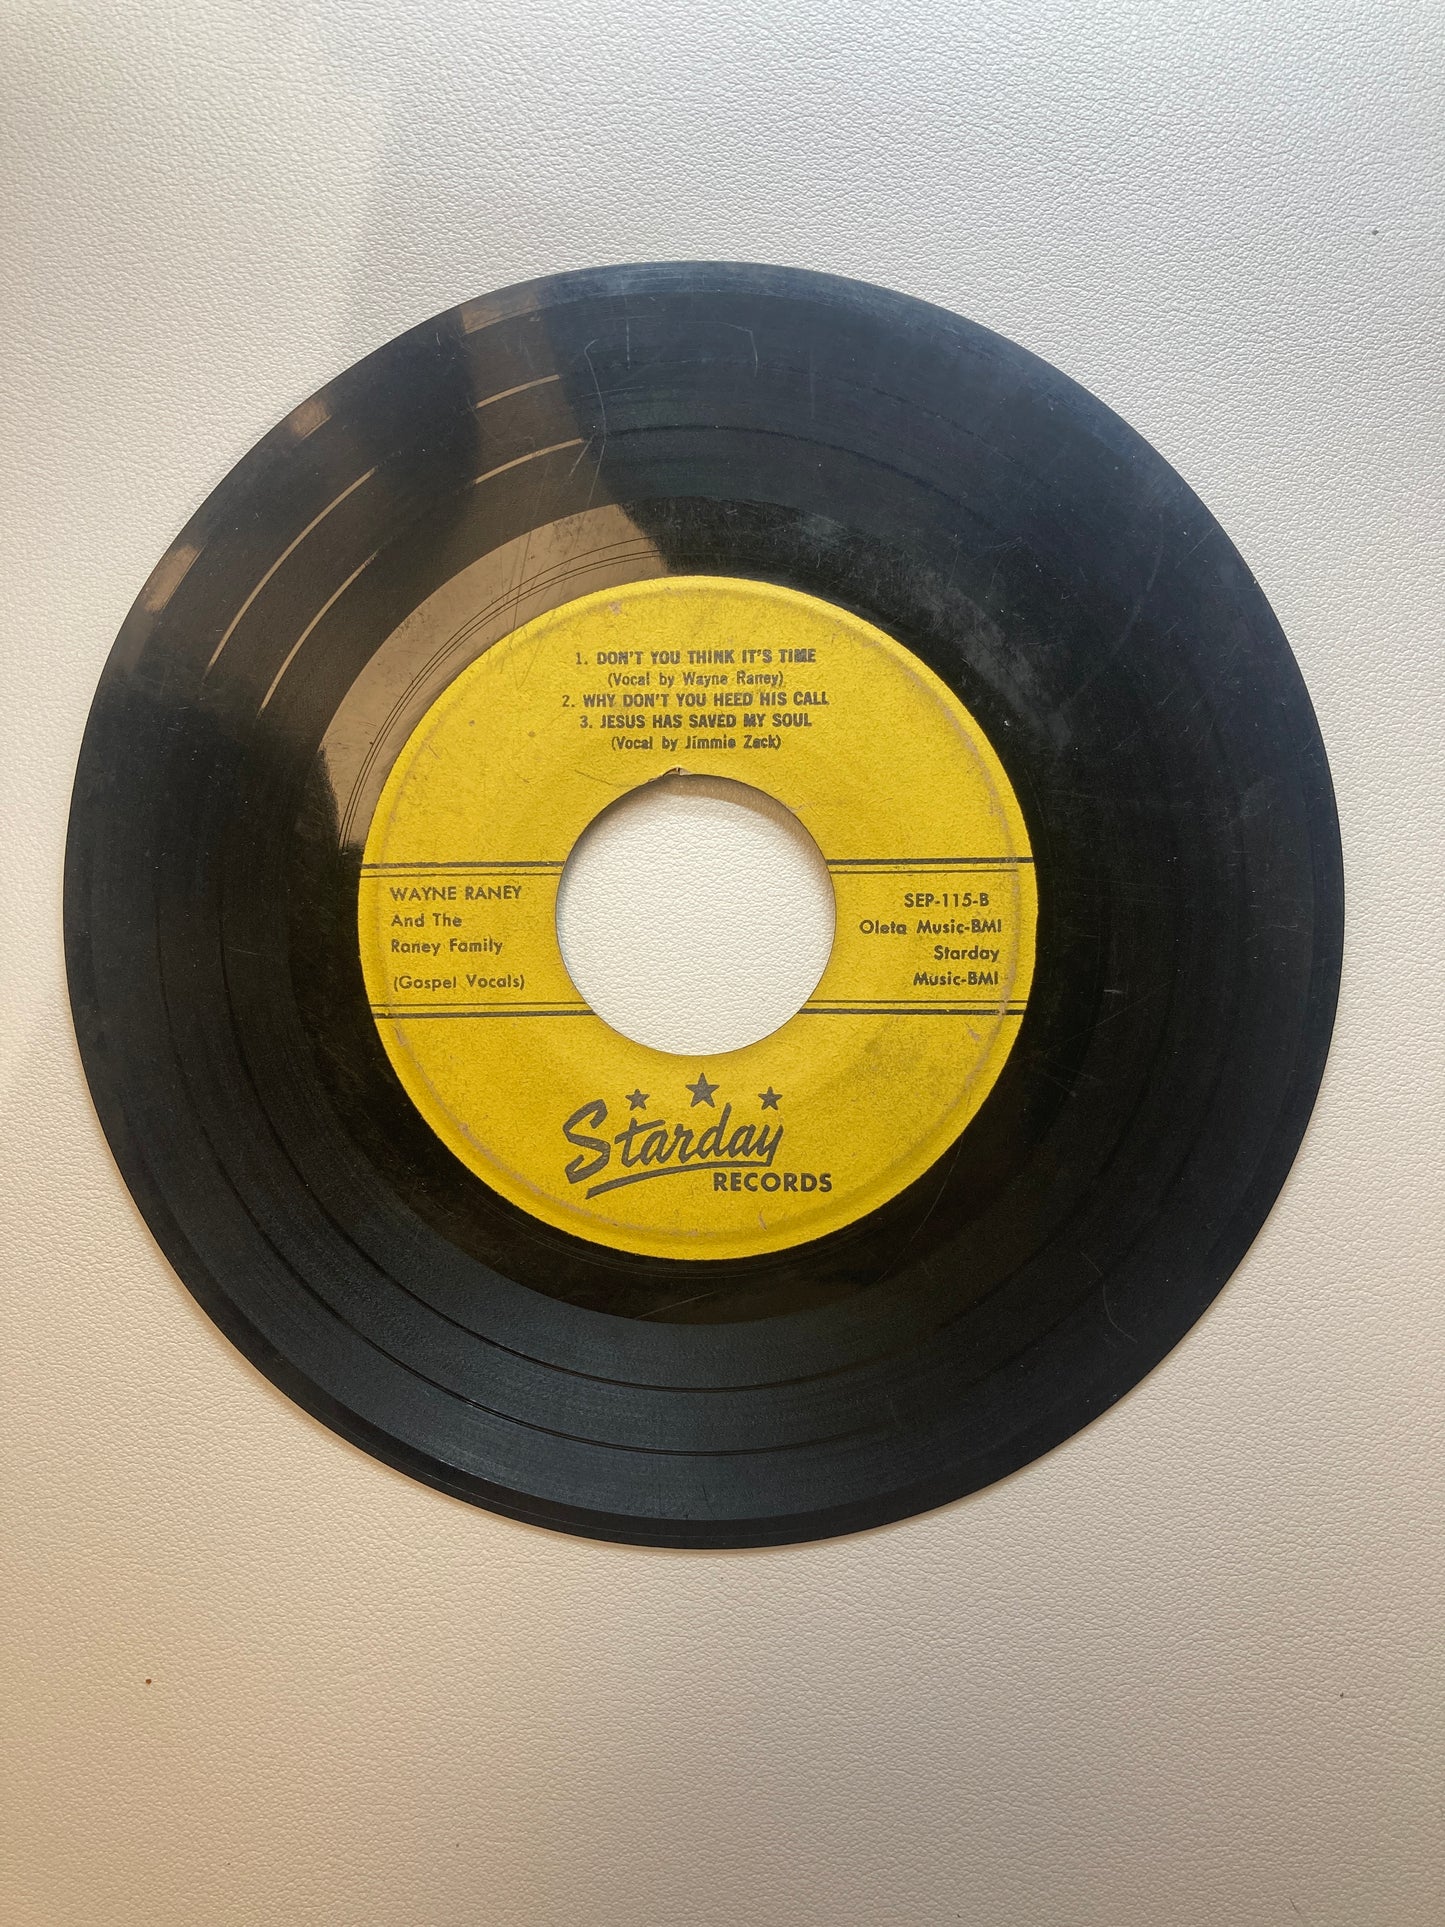 1. DON'T YOU THINK IT'S TIME
(Vocal by Wayne Raney)
2. WHY DON'T YOU HEED HIS CALL
3. JESUS HAS SAVED MY SOUL
(Vocal by Jimmie Zack)
WAYNE RANEY
And The
Raney Family
(Gospel Vocals)
SEP-115-B
Oleta Music-BMI
Starday
Music-BMI
Starday
RECORDS